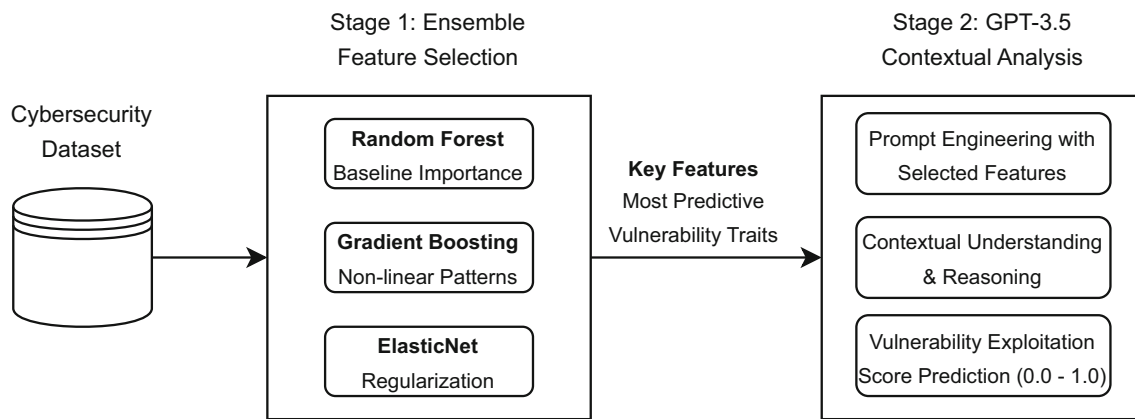 Cybersecurity
Dataset
Stage 1: Ensemble
Feature Selection
Random Forest
Baseline Importance
Gradient Boosting
Non-linear Patterns
ElasticNet
Regularization
Key Features
Most Predictive
Vulnerability Traits
Stage 2: GPT-3.5
Contextual Analysis
Prompt Engineering with
Selected Features
Contextual Understanding
& Reasoning
Vulnerability Exploitation
Score Prediction (0.0 - 1.0)